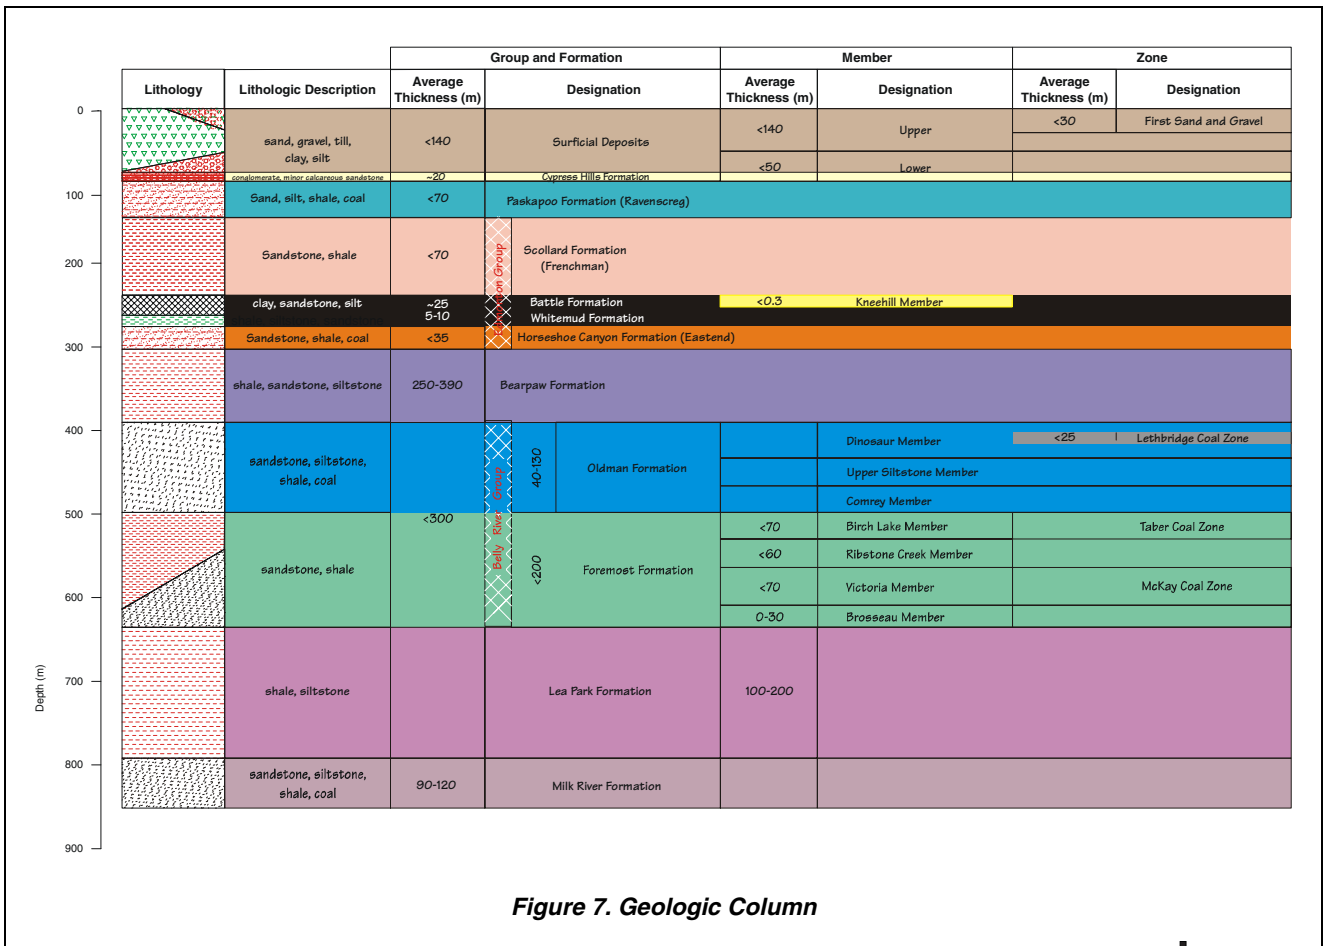 Group and Formation Member Zone
Lithology Lithologic Description Average Thickness (m) Designation Average Thickness (m) Designation Average Thickness (m) Designation
0
100
200
300
400
500
600
700
800
900
Depth (m)
sand, gravel, till,
clay, silt
<140
Surficial Deposits
<140
Upper
<30
First Sand and Gravel
<50
Lower
conglomerate, minor calcareous sandstone
~20
Cypress Hills Formation
Sand, silt, shale, coal
<70
Paskapoo Formation (Ravenscreg)
Sandstone, shale
<70
Scollard Formation
(Frenchman)
clay, sandstone, silt
~25
5-10
Battle Formation
Whitemud Formation
<0.3
Kneehill Member
Sandstone, shale, coal
<35
Horseshoe Canyon Formation (Eastend)
Group
shale, sandstone, siltstone
250-390
Bearpaw Formation
sandstone, siltstone,
shale, coal
<300
Belly River Group
40-130
Oldman Formation
Dinosaur Member
<25
Lethbridge Coal Zone
Upper Siltstone Member
Comrey Member
sandstone, shale
<200
Foremost Formation
<70
Birch Lake Member
Taber Coal Zone
<60
Ribstone Creek Member
<70
Victoria Member
McKay Coal Zone
0-30
Brosseau Member
shale, siltstone
Lea Park Formation
100-200
sandstone, siltstone,
shale, coal
90-120
Milk River Formation
Figure 7. Geologic Column